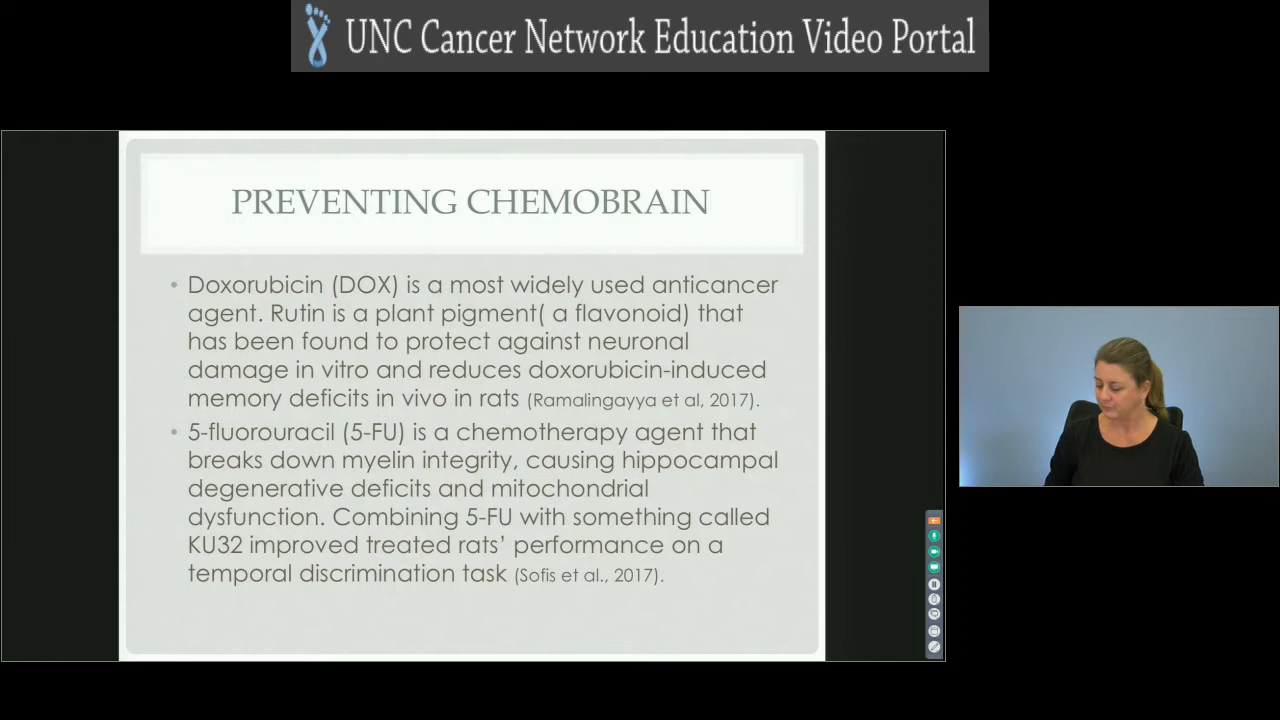 UNC Cancer Network Education Video Portal
PREVENTING CHEMOBRAIN
• Doxorubicin (DOX) is a most widely used anticancer
agent. Rutin is a plant pigment( a flavonoid) that
has been found to protect against neuronal
damage in vitro and reduces doxorubicin-induced
memory deficits in vivo in rats (Ramalingayya et al, 2017).
• 5-fluorouracil (5-FU) is a chemotherapy agent that
breaks down myelin integrity, causing hippocampal
degenerative deficits and mitochondrial
dysfunction. Combining 5-FU with something called
KU32 improved treated rats' performance on a
temporal discrimination task (Sofis et al., 2017).